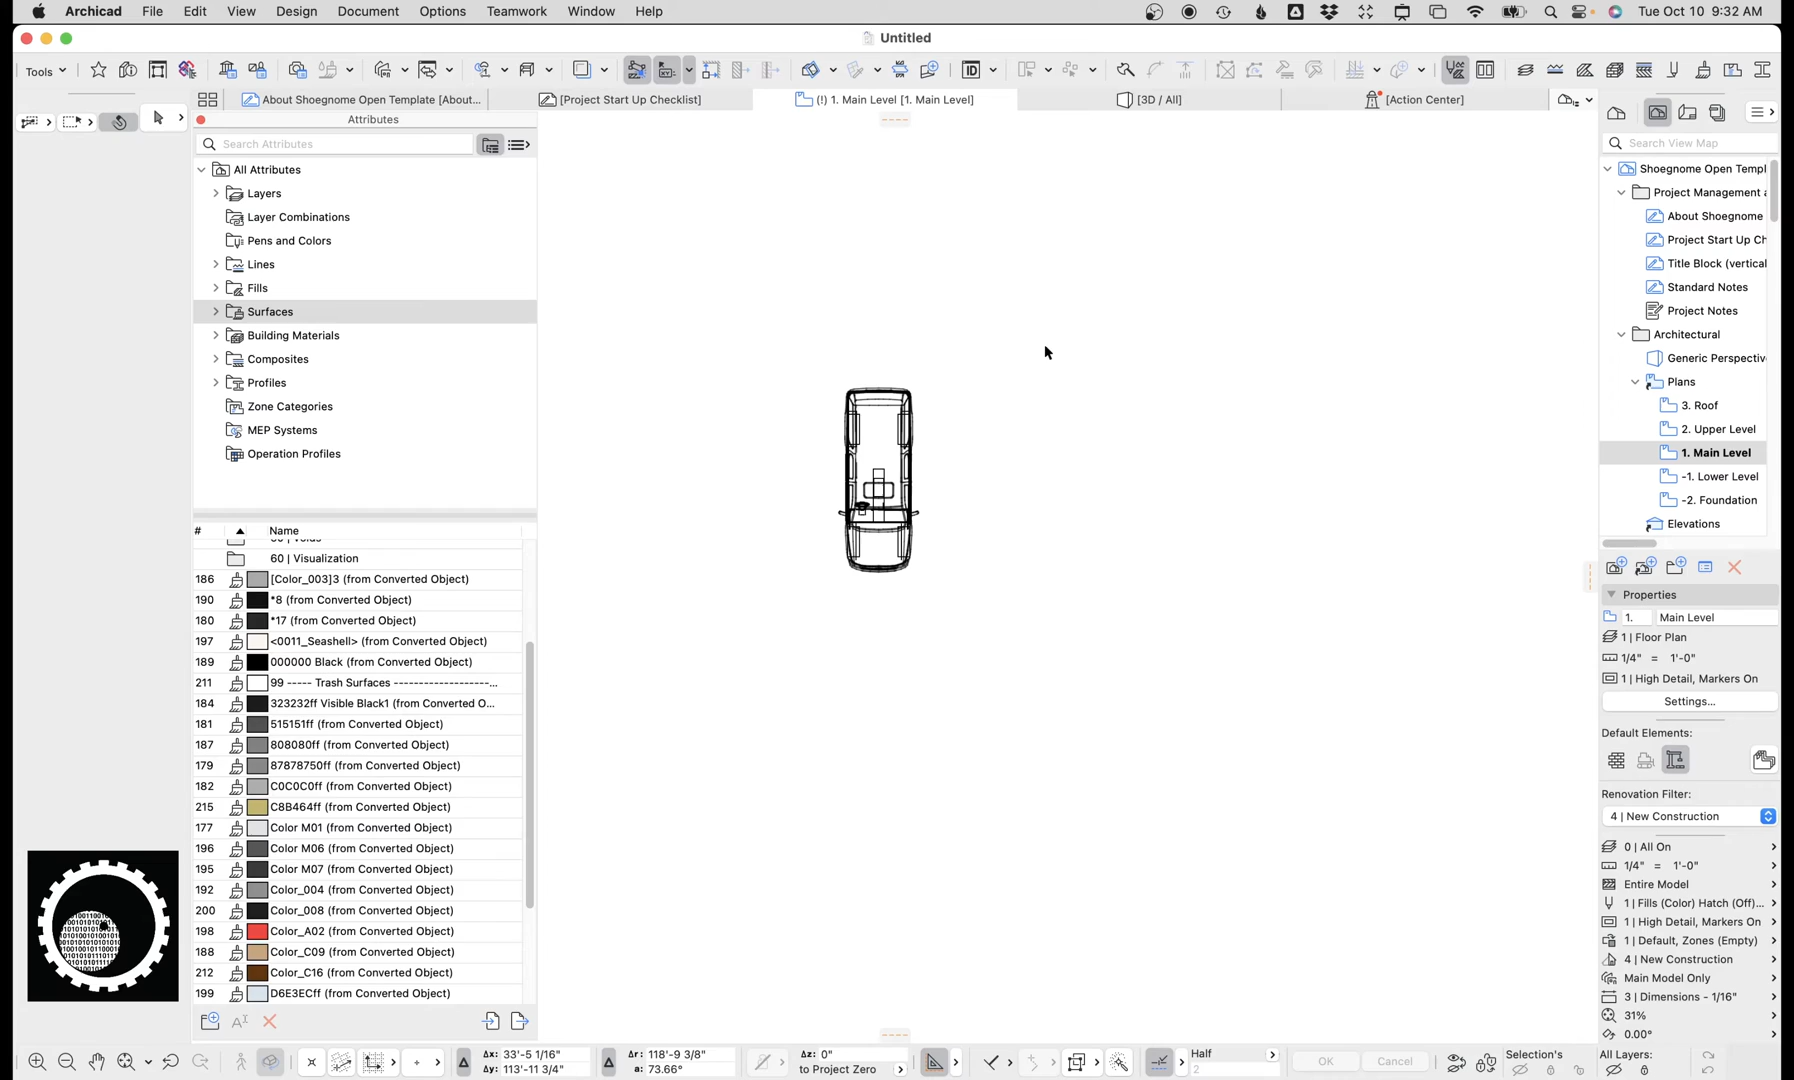 Archicad File Edit View Design Document Options Teamwork Window Help Tue Oct 10 9:32 AM
Untitled
Tools
About Shoegnome Open Template [About... [Project Start Up Checklist] (!) 1. Main Level [1. Main Level] [3D / All] [Action Center]
Attributes
Search Attributes
All Attributes
Layers
Layer Combinations
Pens and Colors
Lines
Fills
Surfaces
Building Materials
Composites
Profiles
Zone Categories
MEP Systems
Operation Profiles
# Name
60 | Visualization
186 [Color_003]3 (from Converted Object)
190 *8 (from Converted Object)
180 *17 (from Converted Object)
197 <0011_Seashell> (from Converted Object)
189 000000 Black (from Converted Object)
211 99 ----- Trash Surfaces -------------------...
184 323232ff Visible Black1 (from Converted O...
181 515151ff (from Converted Object)
187 808080ff (from Converted Object)
179 87878750ff (from Converted Object)
182 C0C0C0ff (from Converted Object)
215 C8B464ff (from Converted Object)
177 Color M01 (from Converted Object)
196 Color M06 (from Converted Object)
195 Color M07 (from Converted Object)
192 Color_004 (from Converted Object)
200 Color_008 (from Converted Object)
198 Color_A02 (from Converted Object)
188 Color_C09 (from Converted Object)
212 Color_C16 (from Converted Object)
199 D6E3ECff (from Converted Object)
Search View Map
Shoegnome Open Templ
Project Management a
About Shoegnome
Project Start Up Ch
Title Block (vertical
Standard Notes
Project Notes
Architectural
Generic Perspectiv
Plans
3. Roof
2. Upper Level
1. Main Level
-1. Lower Level
-2. Foundation
Elevations
Properties
1. Main Level
1 | Floor Plan
1/4" = 1'-0"
1 | High Detail, Markers On
Settings...
Default Elements:
Renovation Filter:
4 | New Construction
0 | All On
1/4" = 1'-0"
Entire Model
1 | Fills (Color) Hatch (Off)...
1 | High Detail, Markers On
1 | Default, Zones (Empty)
4 | New Construction
Main Model Only
3 | Dimensions - 1/16"
31%
0.00°
Δx: 33'-5 1/16" Δr: 118'-9 3/8" Δz: 0" Half OK Cancel Selection's All Layers:
Δy: 113'-11 3/4" a: 73.66° to Project Zero 2